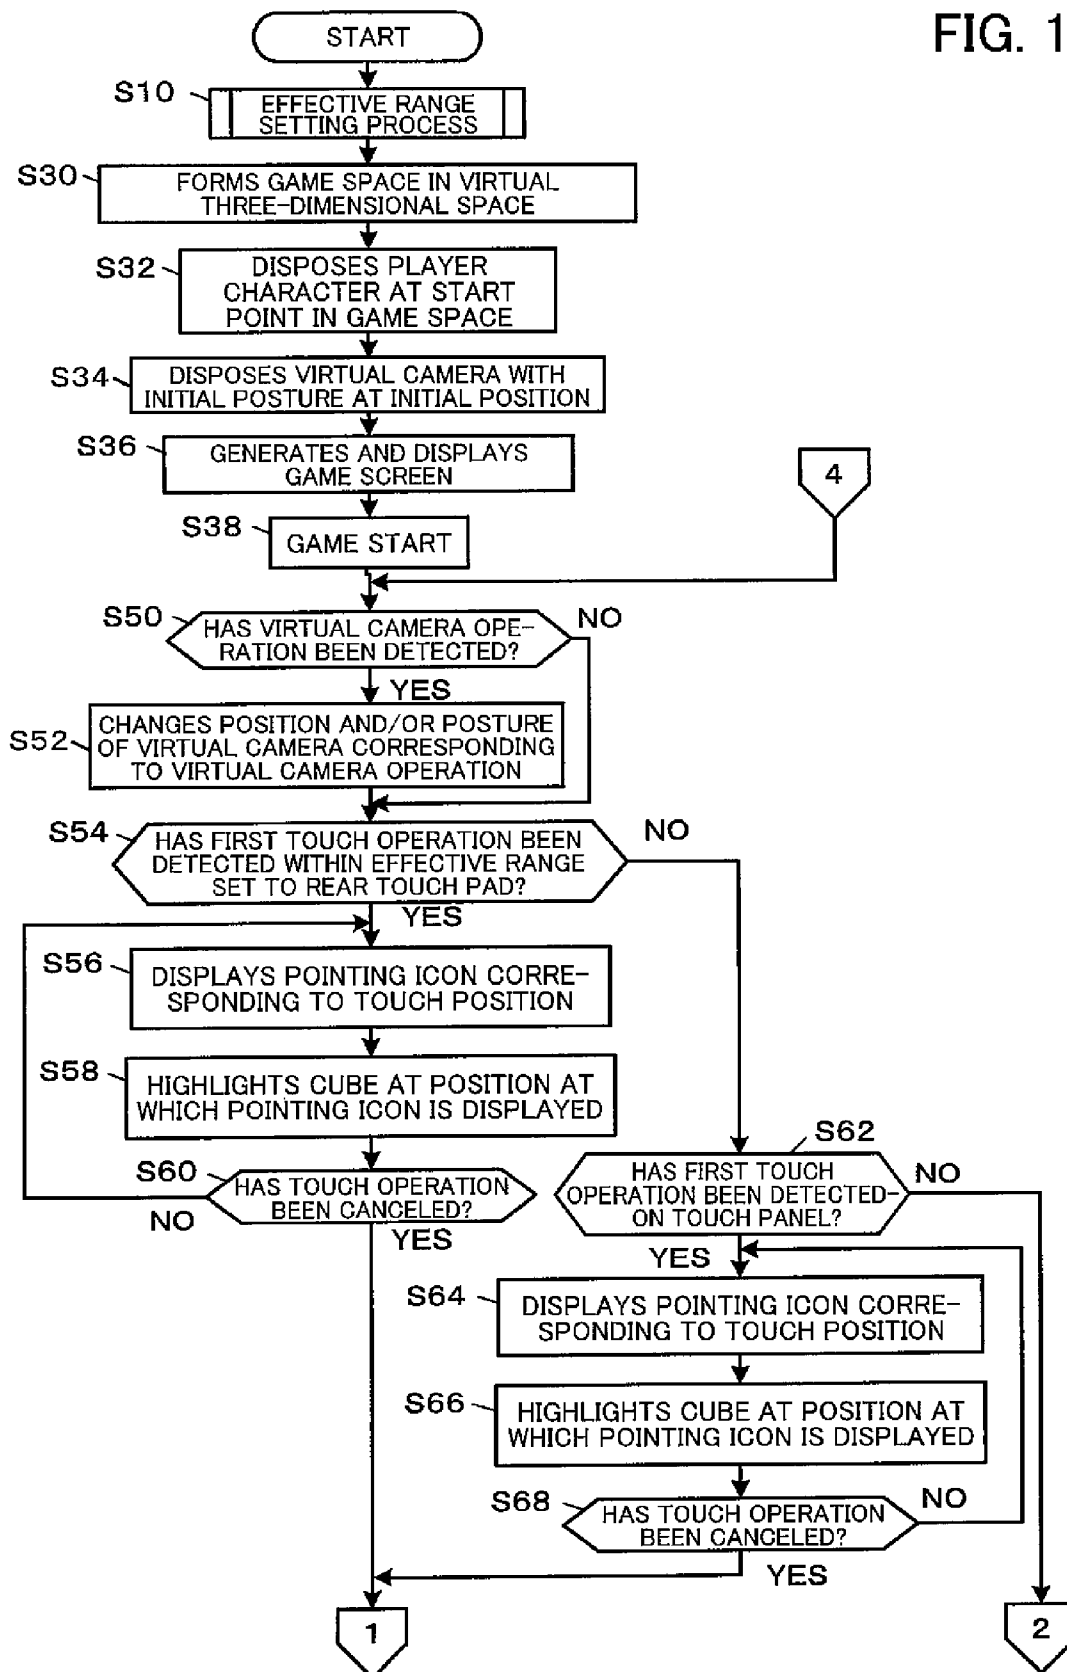 FIG. 1
START
S10
EFFECTIVE RANGE
SETTING PROCESS
S30
FORMS GAME SPACE IN VIRTUAL
THREE-DIMENSIONAL SPACE
S32
DISPOSES PLAYER
CHARACTER AT START
POINT IN GAME SPACE
S34
DISPOSES VIRTUAL CAMERA WITH
INITIAL POSTURE AT INITIAL POSITION
S36
GENERATES AND DISPLAYS
GAME SCREEN
4
S38
GAME START
S50
HAS VIRTUAL CAMERA OPE-
RATION BEEN DETECTED?
NO
YES
S52
CHANGES POSITION AND/OR POSTURE
OF VIRTUAL CAMERA CORRESPONDING
TO VIRTUAL CAMERA OPERATION
S54
HAS FIRST TOUCH OPERATION BEEN
DETECTED WITHIN EFFECTIVE RANGE
SET TO REAR TOUCH PAD?
NO
YES
S56
DISPLAYS POINTING ICON CORRE-
SPONDING TO TOUCH POSITION
S58
HIGHLIGHTS CUBE AT POSITION AT
WHICH POINTING ICON IS DISPLAYED
S60
HAS TOUCH OPERATION
BEEN CANCELED?
NO
YES
S62
HAS FIRST TOUCH
OPERATION BEEN DETECTED-
ON TOUCH PANEL?
NO
YES
S64
DISPLAYS POINTING ICON CORRE-
SPONDING TO TOUCH POSITION
S66
HIGHLIGHTS CUBE AT POSITION AT
WHICH POINTING ICON IS DISPLAYED
S68
HAS TOUCH OPERATION
BEEN CANCELED?
NO
YES
1
2